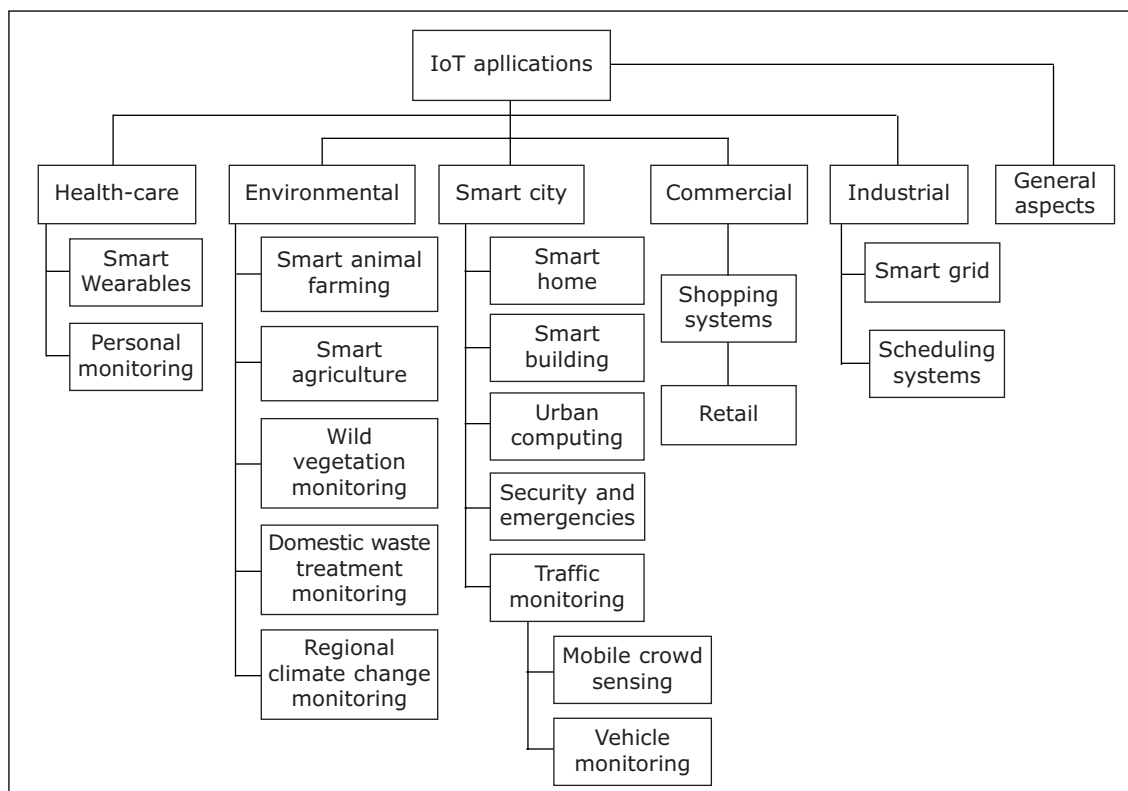 IoT apllications
Health-care
Environmental
Smart city
Commercial
Industrial
General
aspects
Smart
Wearables
Personal
monitoring
Smart animal
farming
Smart
agriculture
Wild
vegetation
monitoring
Domestic waste
treatment
monitoring
Regional
climate change
monitoring
Smart
home
Smart
building
Urban
computing
Security and
emergencies
Traffic
monitoring
Mobile crowd
sensing
Vehicle
monitoring
Shopping
systems
Retail
Smart grid
Scheduling
systems